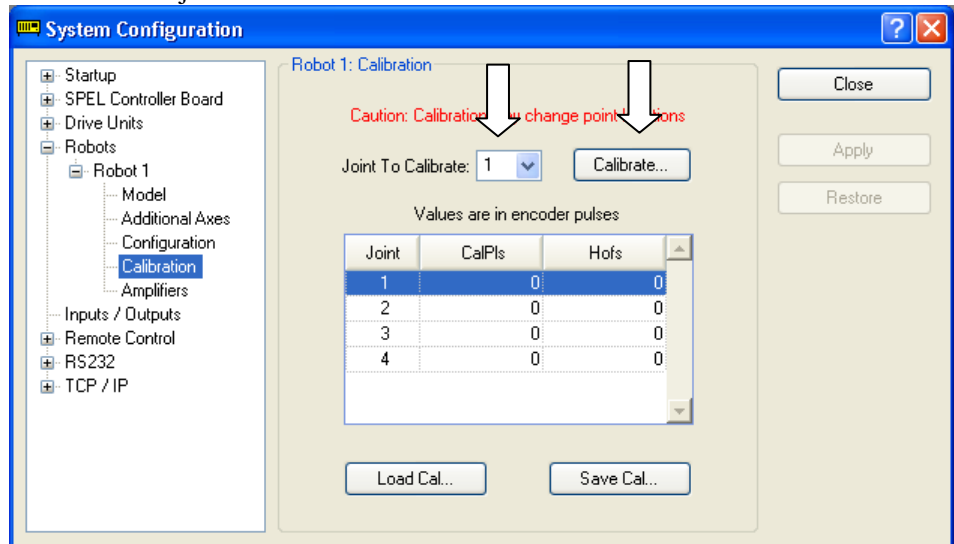 System Configuration
Startup
SPEL Controller Board
Drive Units
Robots
Robot 1
Model
Additional Axes
Configuration
Calibration
Amplifiers
Inputs / Outputs
Remote Control
RS232
TCP / IP
Robot 1: Calibration
Caution: Calibration change point
Joint To Calibrate: 1 Calibrate...
Values are in encoder pulses
Joint CalPls Hofs
1 0 0
2 0 0
3 0 0
4 0 0
Load Cal... Save Cal...
Close
Apply
Restore